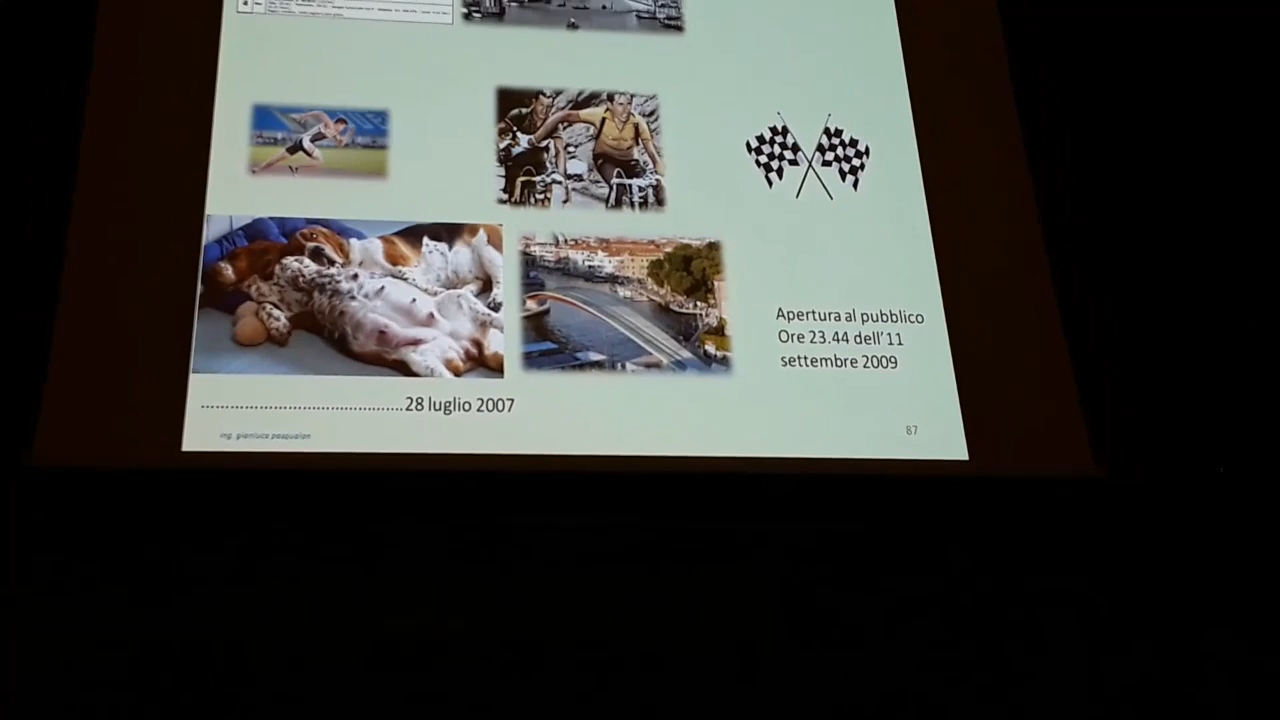 Apertura al pubblico
Ore 23.44 dell'11
settembre 2009
...........................................28 luglio 2007
ing. gianluca pasqualon
87